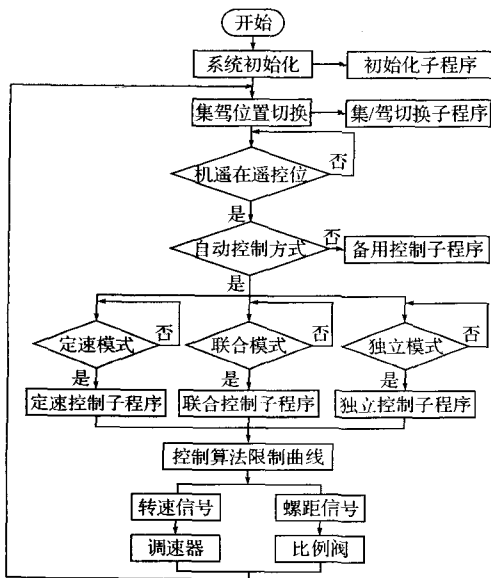 开始
系统初始化
初始化子程序
集驾位置切换
集/驾切换子程序
否
机遥在遥控位
是
否
自动控制方式
备用控制子程序
是
否
否
否
定速模式
联合模式
独立模式
是
是
是
定速控制子程序
联合控制子程序
独立控制子程序
控制算法限制曲线
转速信号
螺距信号
调速器
比例阀